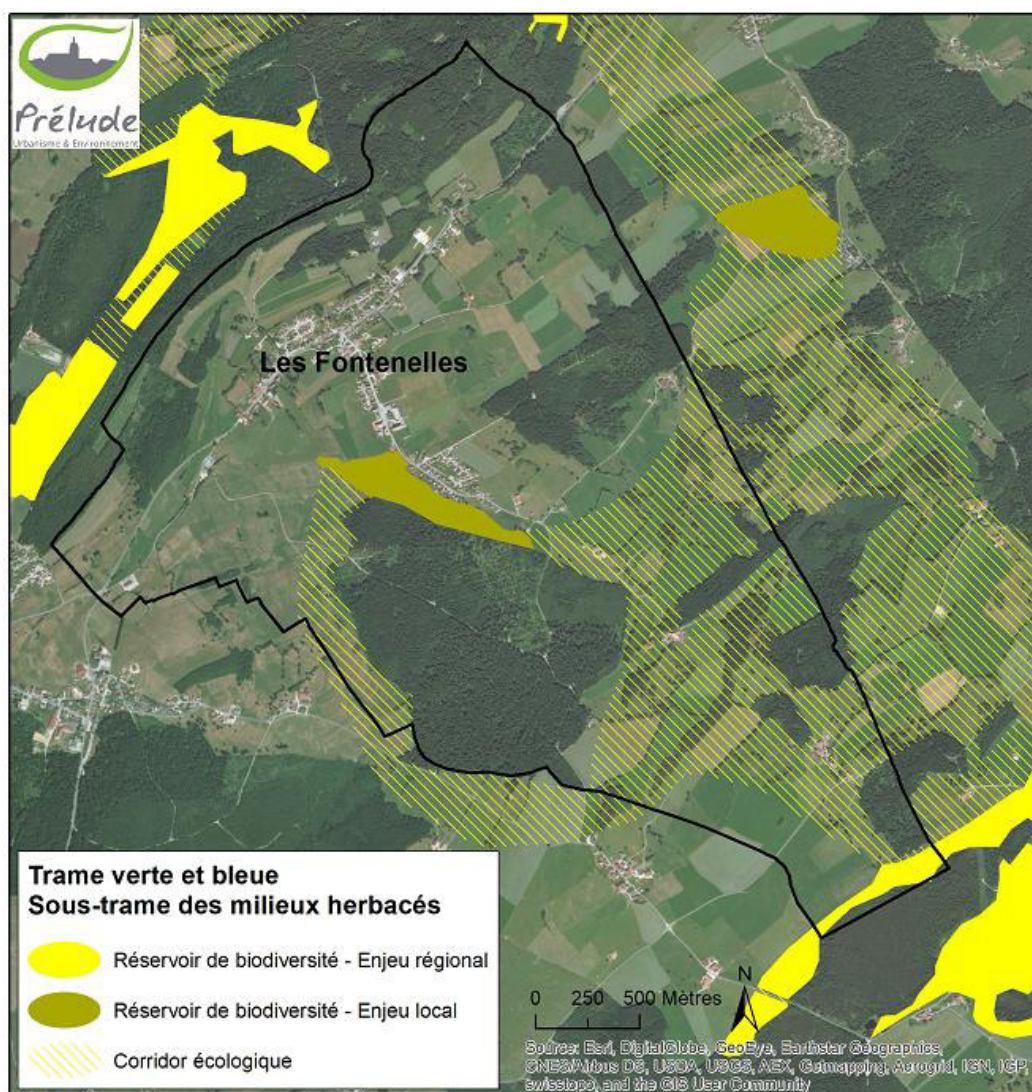 Prélude
Urbanisme & Environnement
Les Fontenelles
Trame verte et bleue
Sous-trame des milieux herbacés
Réservoir de biodiversité - Enjeu régional
Réservoir de biodiversité - Enjeu local
Corridor écologique
N
0 250 500 Mètres
Source: Esri, DigitalGlobe, GeoEye, Earthstar Geographics,
CNES/Airbus DS, USDA, USGS, AEX, Getmapping, Aerogrid, IGN, IGP,
swisstopo, and the GIS User Community